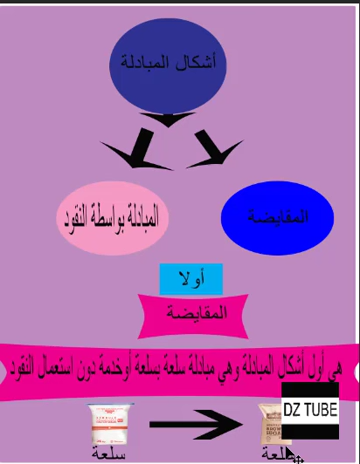 أشكال المبادلة
المقايضة
المبادلة بواسطة النقود
أولا
المقايضة
هي أول أشكال المبادلة وهي مبادلة سلعة بسلعة أوخدمة دون استعمال النقود
DZ TUBE
سلعة
سلعة